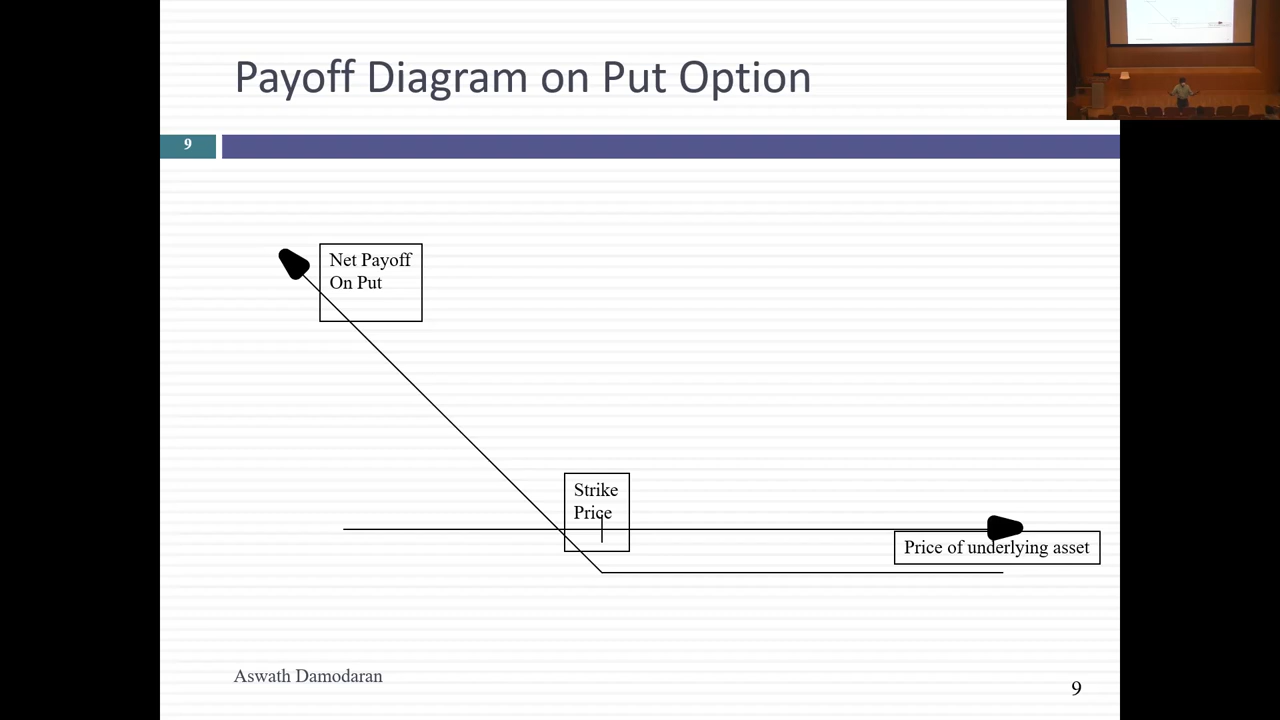 Payoff Diagram on Put Option
9
Net Payoff
On Put
Strike
Price
Price of underlying asset
Aswath Damodaran
9